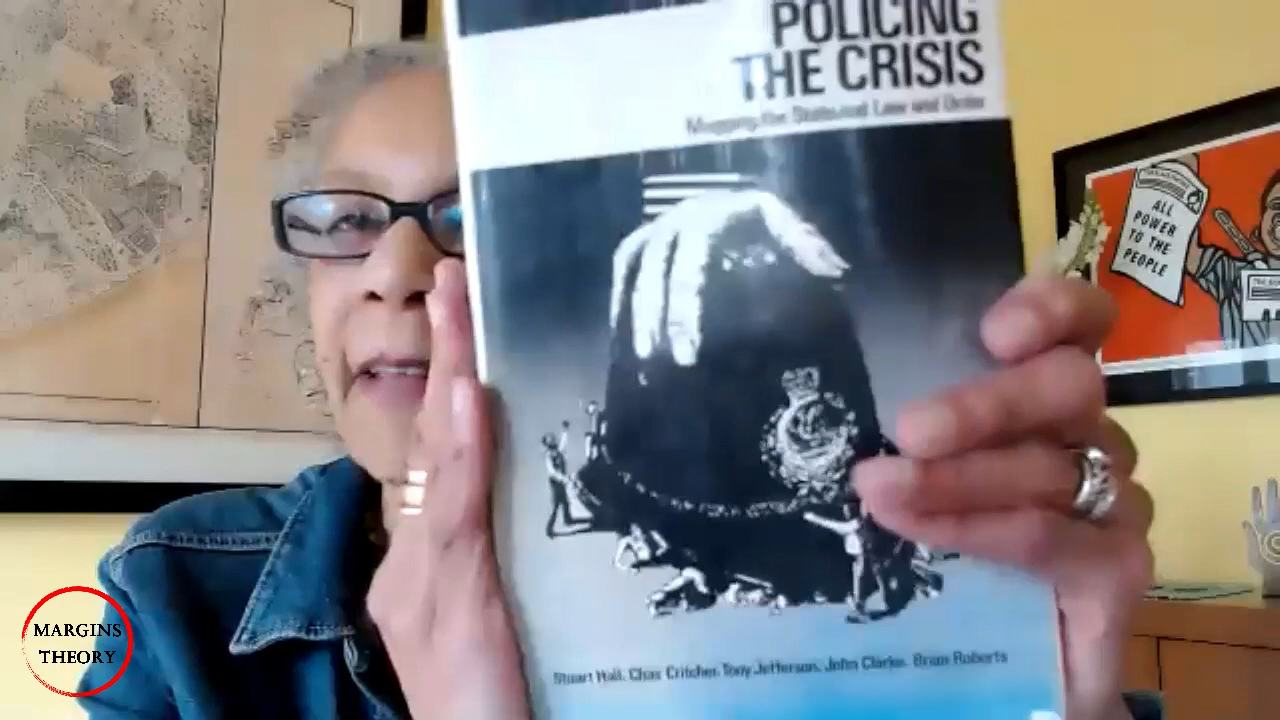 POLICING
THE CRISIS
Mugging, the State, and Law and Order
Stuart Hall, Chas Critcher, Tony Jefferson, John Clarke, Brian Roberts
ALL
POWER
TO THE
PEOPLE
MARGINS
THEORY